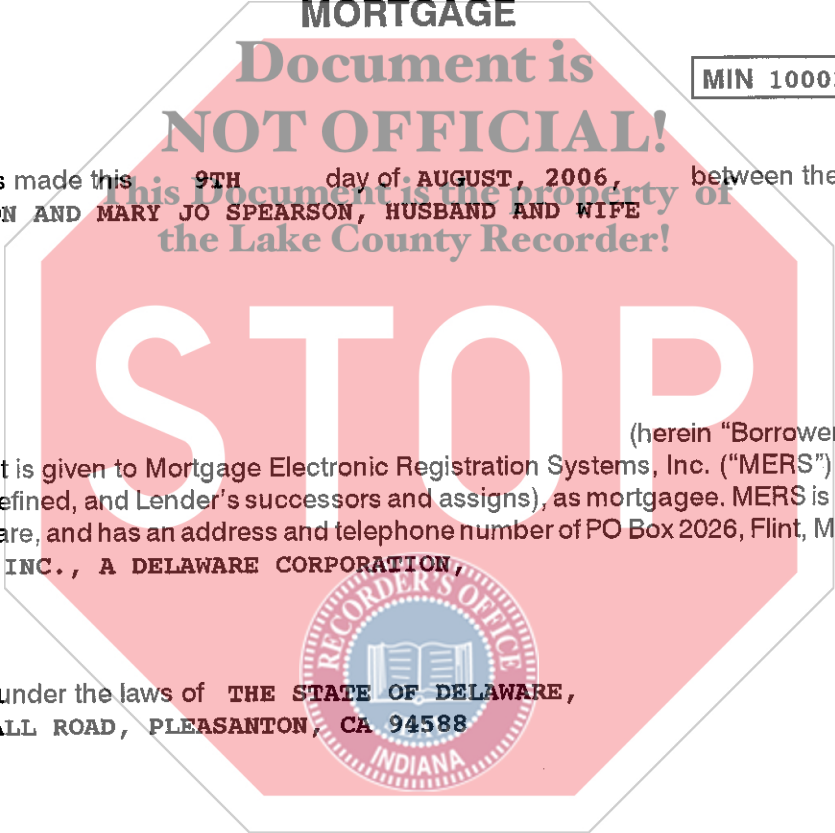 MORTGAGE
Document is
NOT OFFICIAL!
MIN 1000
s made this 9TH day of AUGUST, 2006, between the
This Document is the property of
N AND MARY JO SPEARSON, HUSBAND AND WIFE
the Lake County Recorder!
STOP
(herein “Borrower
t is given to Mortgage Electronic Registration Systems, Inc. (“MERS”)
efined, and Lender's successors and assigns), as mortgagee. MERS is
are, and has an address and telephone number of PO Box 2026, Flint, M
INC., A DELAWARE CORPORATION,
RECORDER'S OFFICE
under the laws of THE STATE OF DELAWARE,
ALL ROAD, PLEASANTON, CA 94588
INDIANA